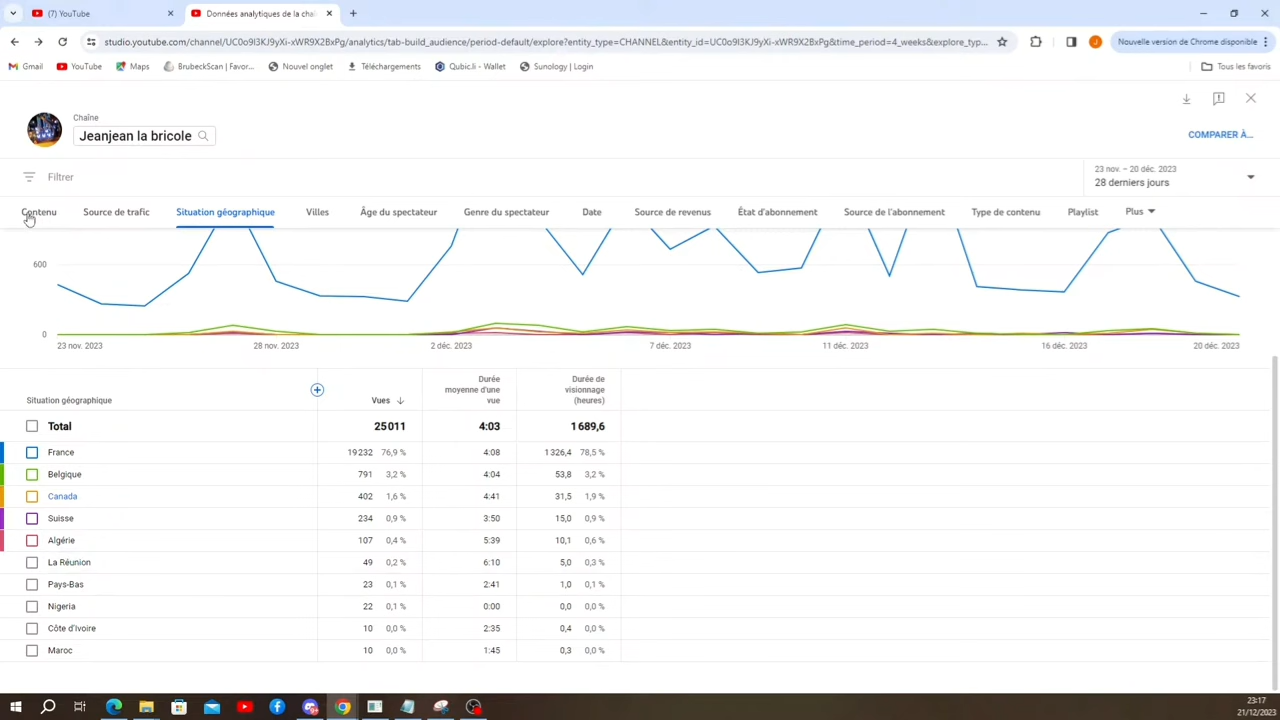 (7) YouTube
Données analytiques de la chaî
studio.youtube.com/channel/UC0o9I3KJ9yXi-xWR9X2BxPg/analytics/tab-build_audience/period-default/explore?entity_type=CHANNEL&entity_id=UC0o9I3KJ9yXi-xWR9X2BxPg&time_period=4_weeks&explore_typ...
Nouvelle version de Chrome disponible
Gmail YouTube Maps BrubeckScan | Favor... Nouvel onglet Téléchargements Qubic.li - Wallet Sunology | Login Tous les favoris
Chaîne
Jeanjean la bricole
COMPARER À...
Filtrer
23 nov. – 20 déc. 2023
28 derniers jours
Contenu Source de trafic Situation géographique Villes Âge du spectateur Genre du spectateur Date Source de revenus État d'abonnement Source de l'abonnement Type de contenu Playlist Plus
600
0
23 nov. 2023 28 nov. 2023 2 déc. 2023 7 déc. 2023 11 déc. 2023 16 déc. 2023 20 déc. 2023
Situation géographique Vues Durée moyenne d'une vue Durée de visionnage (heures)
Total 25 011 4:03 1 689,6
France 19 232 76,9 % 4:08 1 326,4 78,5 %
Belgique 791 3,2 % 4:04 53,8 3,2 %
Canada 402 1,6 % 4:41 31,5 1,9 %
Suisse 234 0,9 % 3:50 15,0 0,9 %
Algérie 107 0,4 % 5:39 10,1 0,6 %
La Réunion 49 0,2 % 6:10 5,0 0,3 %
Pays-Bas 23 0,1 % 2:41 1,0 0,1 %
Nigeria 22 0,1 % 0:00 0,0 0,0 %
Côte d'Ivoire 10 0,0 % 2:35 0,4 0,0 %
Maroc 10 0,0 % 1:45 0,3 0,0 %
23:17
21/12/2023